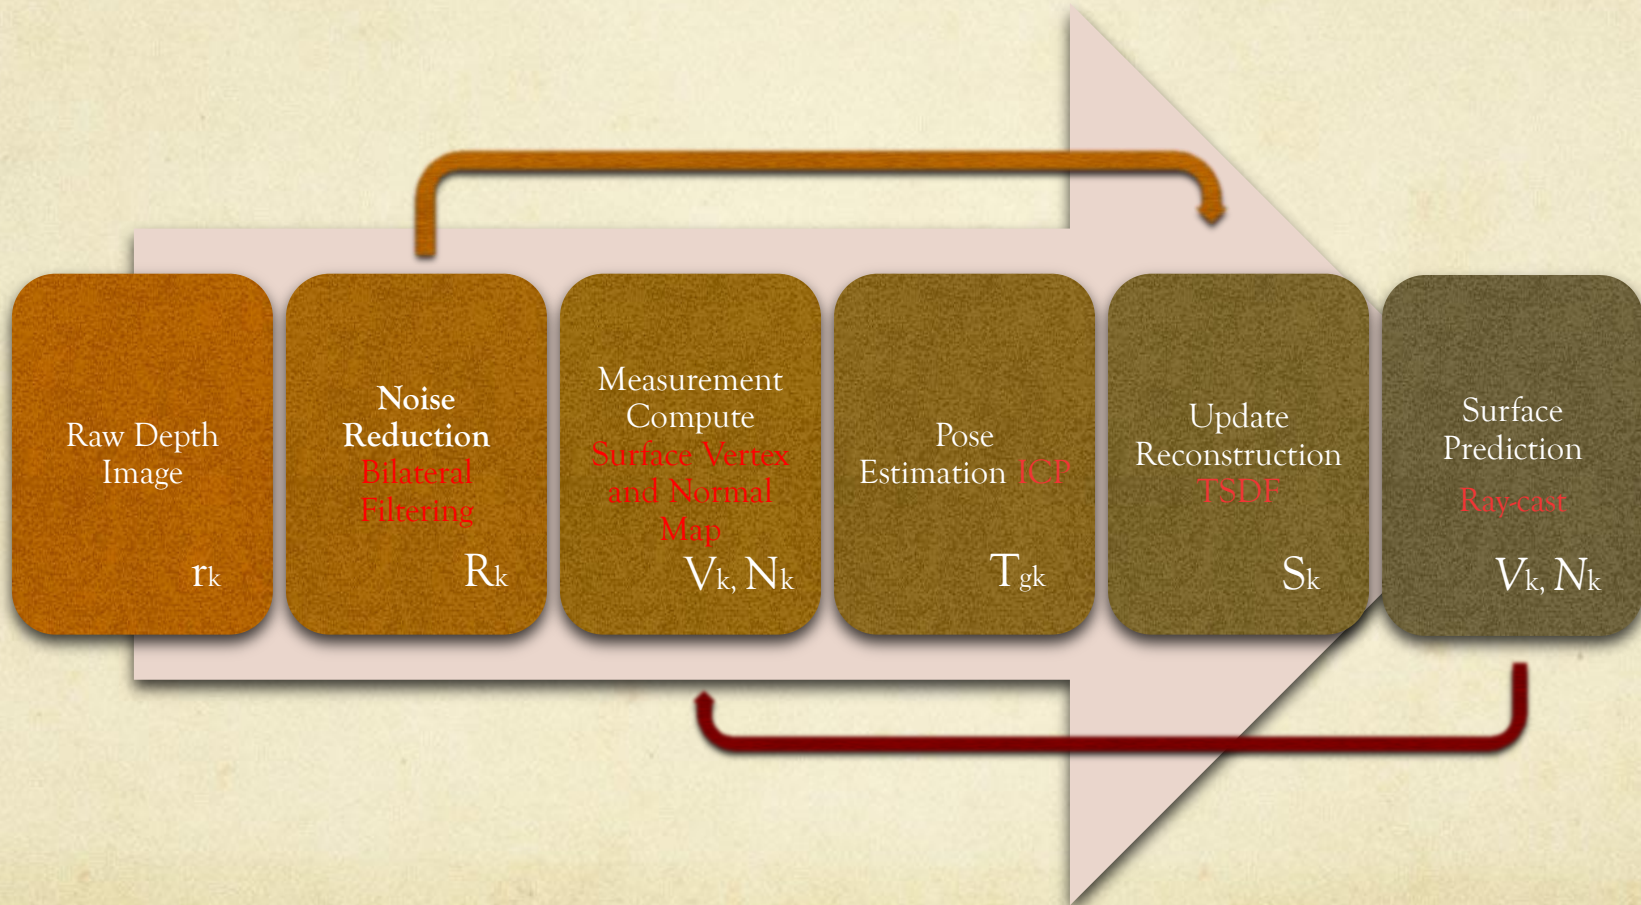 Raw Depth
Image
rk
Noise
Reduction
Bilateral
Filtering
Rk
Measurement
Compute
Surface Vertex
and Normal
Map
Vk, Nk
Pose
Estimation ICP
Tgk
Update
Reconstruction
TSDF
Sk
Surface
Prediction
Ray-cast
Vk, Nk